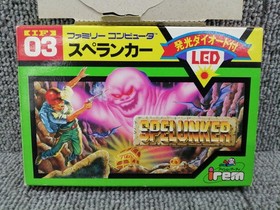 IF1
03
ファミリー コンピュータ
スペランカー
発光ダイオード付
LED
SPELUNKER
irem